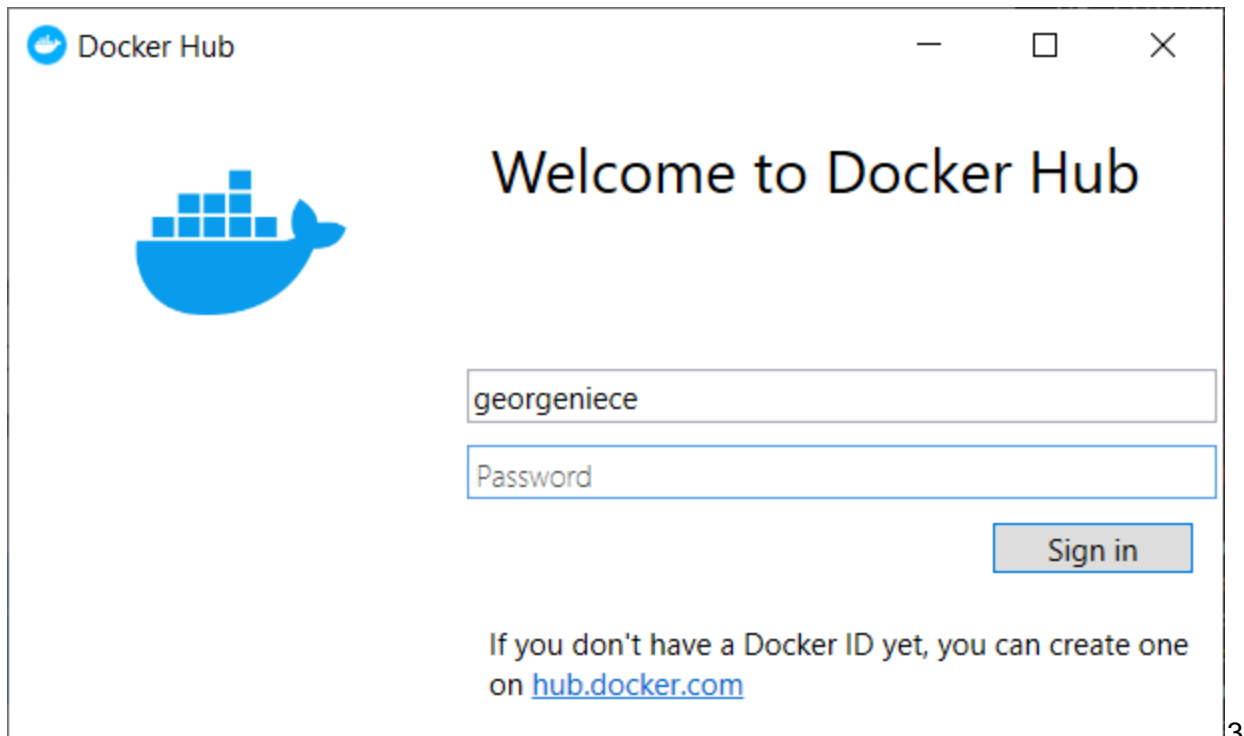 Docker Hub
Welcome to Docker Hub
georgeniece
Password
Sign in
If you don't have a Docker ID yet, you can create one
on hub.docker.com
3